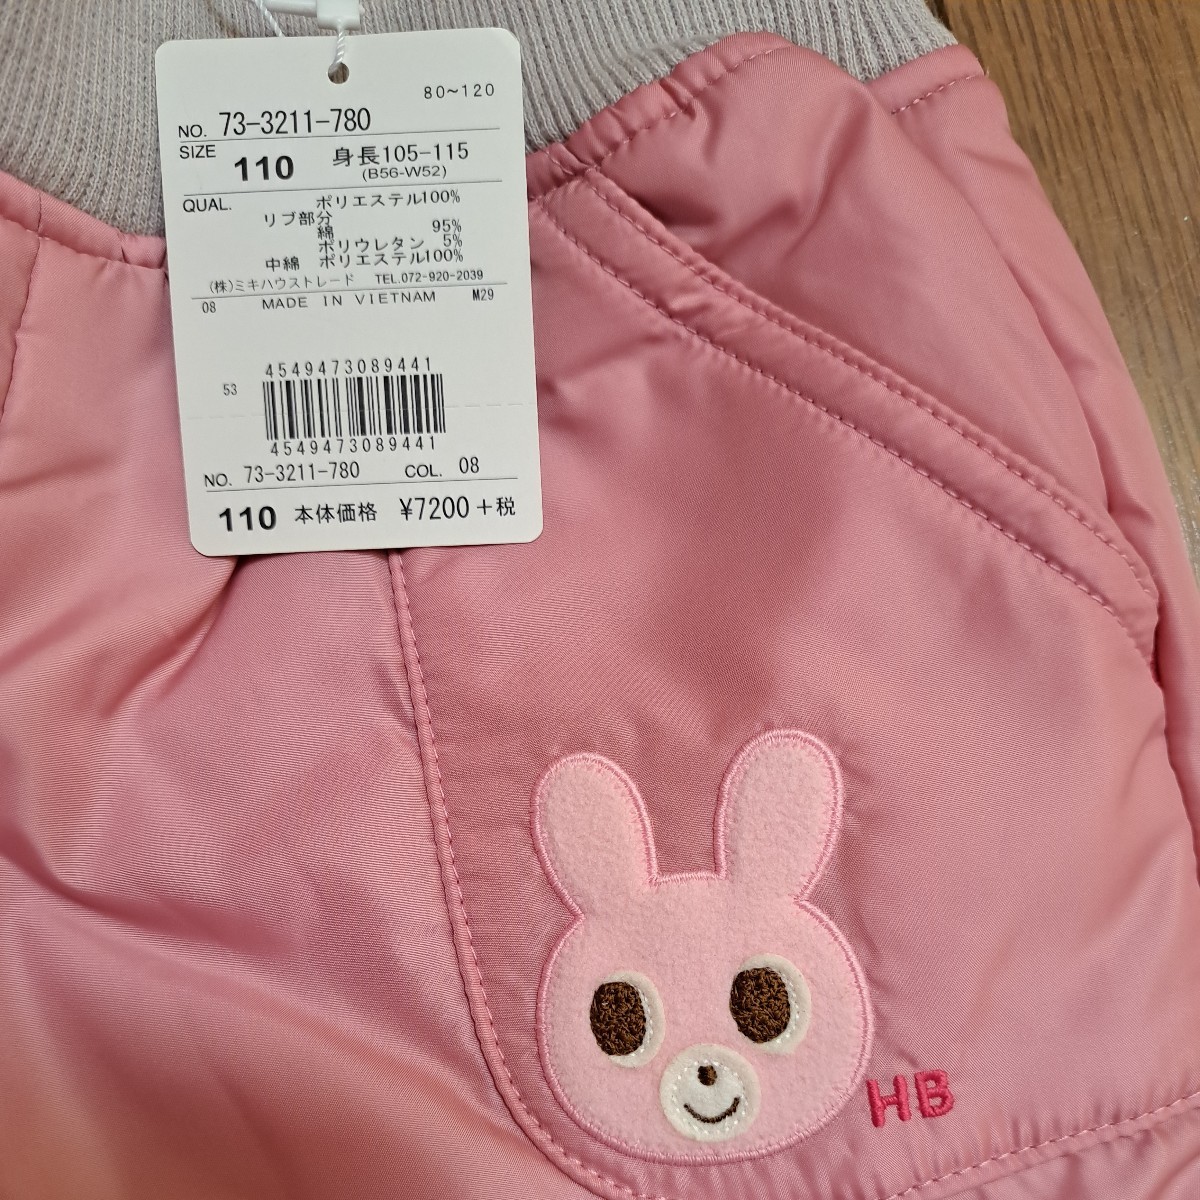 80~120
NO. 73-3211-780
SIZE 110 身長105-115
(B56-W52)
QUAL. ポリエステル100%
リブ部分
綿 95%
ポリウレタン 5%
中綿 ポリエステル100%
(株)ミキハウストレード TEL.072-920-2039
08 MADE IN VIETNAM M29
4549473089441
53
4549473089441
NO. 73-3211-780 COL. 08
110 本体価格 ¥7200+税
HB